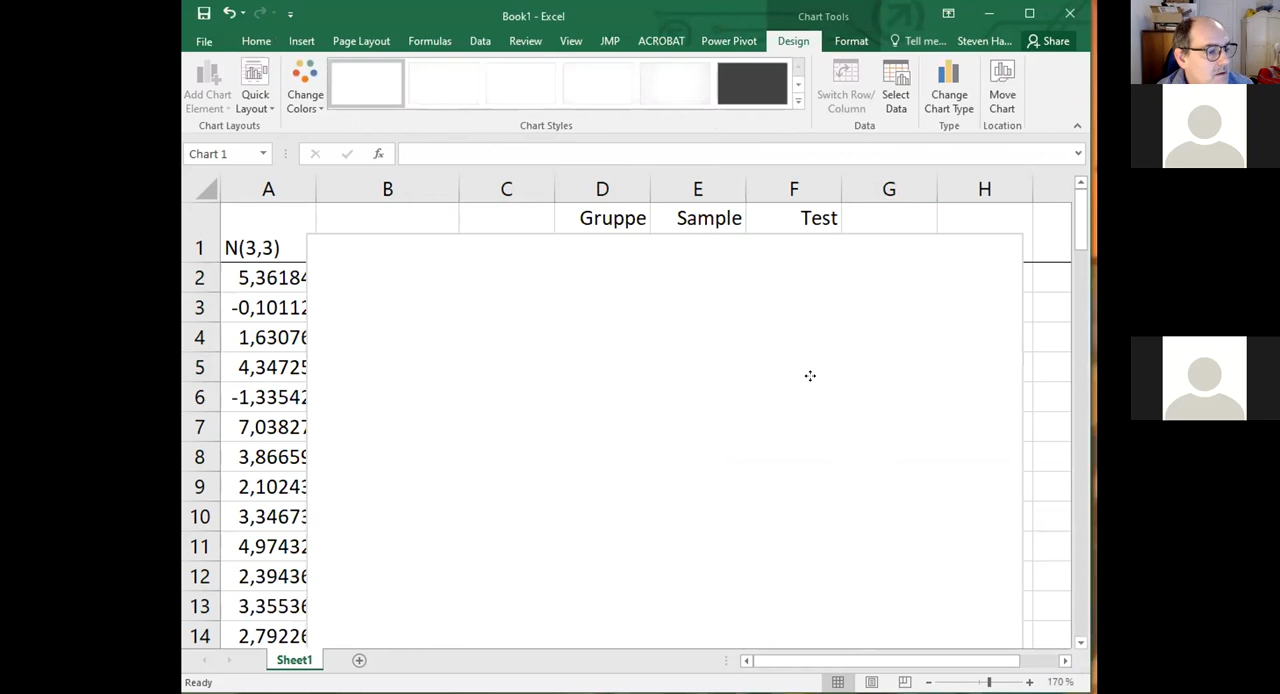 Book1 - Excel
Chart Tools
File
Home
Insert
Page Layout
Formulas
Data
Review
View
JMP
ACROBAT
Power Pivot
Design
Format
Tell me...
Steven Ha...
Share
Add Chart
Element
Quick
Layout
Change
Colors
Switch Row/
Column
Select
Data
Change
Chart Type
Move
Chart
Chart Layouts
Chart Styles
Data
Type
Location
Chart 1
fx
A B C D E F G H
Gruppe Sample Test
1 N(3,3)
2 5,36184
3 -0,10112
4 1,63076
5 4,34725
6 -1,33542
7 7,03827
8 3,86659
9 2,10243
10 3,34673
11 4,97432
12 2,39436
13 3,35536
14 2,79226
Sheet1
Ready
170 %